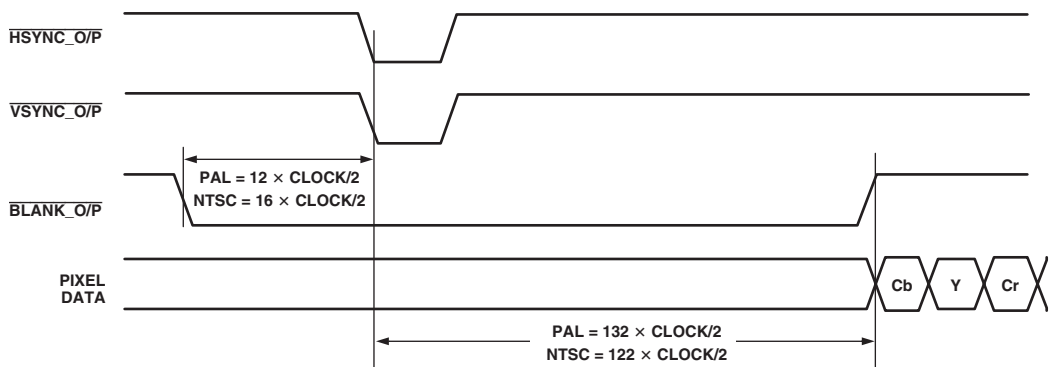 HSYNC_O/P
VSYNC_O/P
PAL = 12 × CLOCK/2
NTSC = 16 × CLOCK/2
BLANK_O/P
PIXEL
DATA
Cb Y Cr
PAL = 132 × CLOCK/2
NTSC = 122 × CLOCK/2